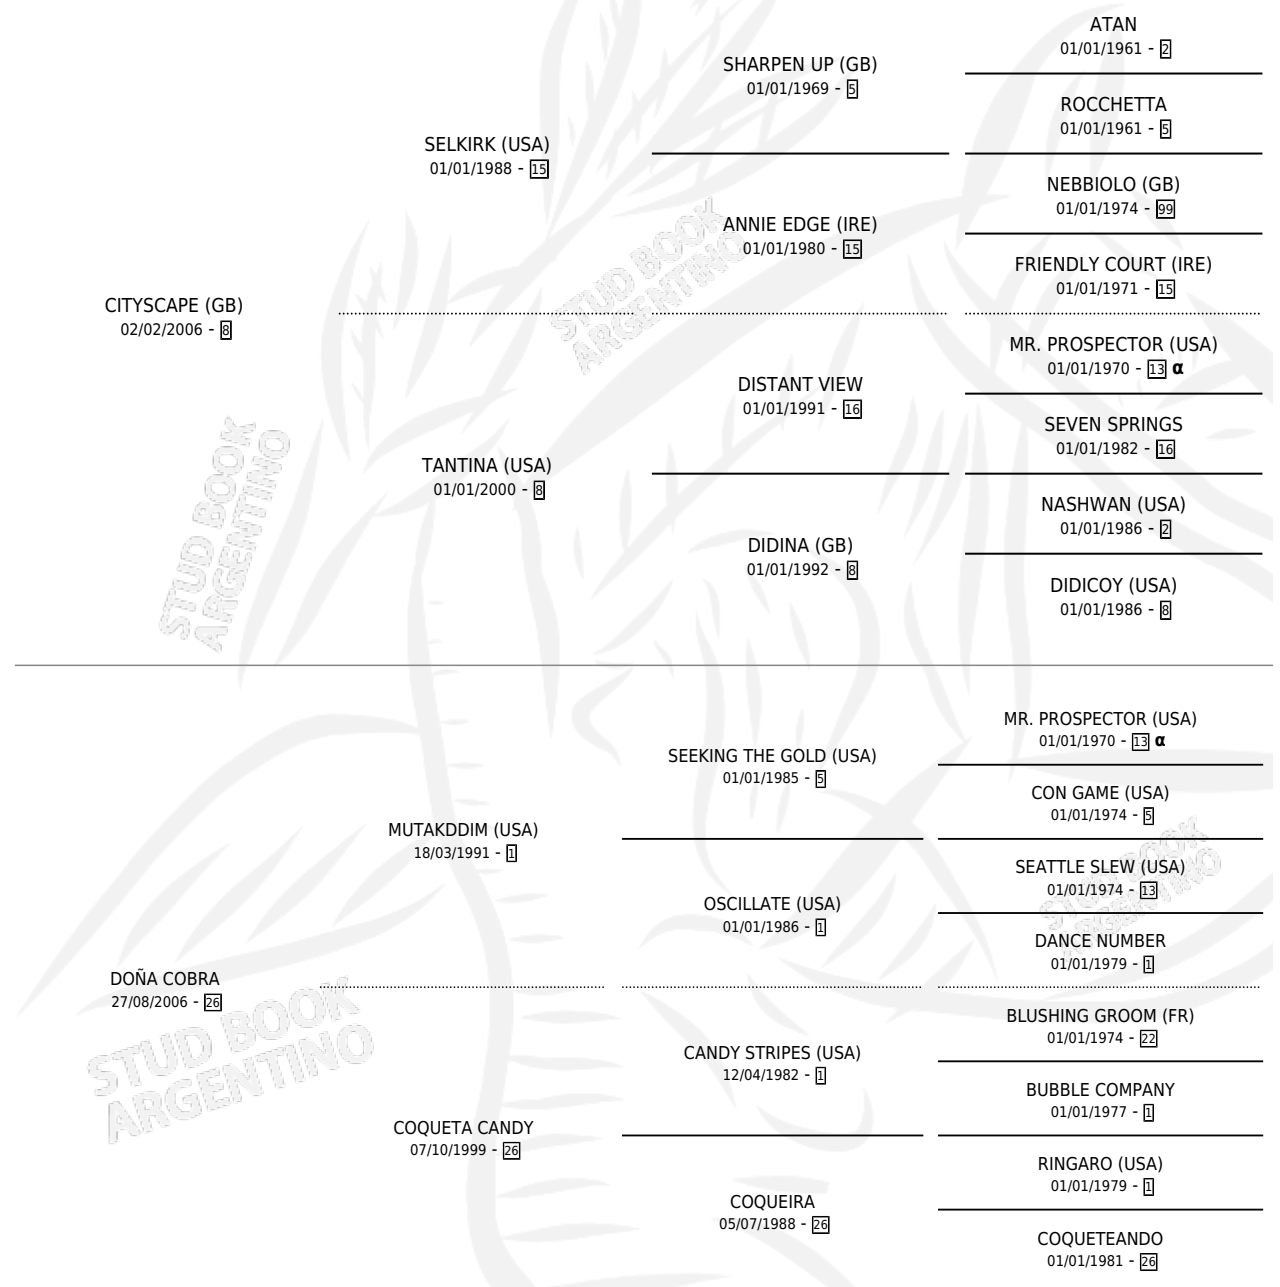 ATAN
01/01/1961 - 2
SHARPEN UP (GB)
01/01/1969 - 5
ROCCHETTA
01/01/1961 - 5
SELKIRK (USA)
01/01/1988 - 15
NEBBIOLO (GB)
01/01/1974 - 99
ANNIE EDGE (IRE)
01/01/1980 - 15
FRIENDLY COURT (IRE)
01/01/1971 - 15
CITYSCAPE (GB)
02/02/2006 - 8
MR. PROSPECTOR (USA)
01/01/1970 - 13 α
DISTANT VIEW
01/01/1991 - 16
SEVEN SPRINGS
01/01/1982 - 16
TANTINA (USA)
01/01/2000 - 8
NASHWAN (USA)
01/01/1986 - 2
DIDINA (GB)
01/01/1992 - 8
DIDICOY (USA)
01/01/1986 - 8
MR. PROSPECTOR (USA)
01/01/1970 - 13 α
SEEKING THE GOLD (USA)
01/01/1985 - 5
CON GAME (USA)
01/01/1974 - 5
MUTAKDDIM (USA)
18/03/1991 - 1
SEATTLE SLEW (USA)
01/01/1974 - 13
OSCILLATE (USA)
01/01/1986 - 1
DANCE NUMBER
01/01/1979 - 1
DOÑA COBRA
27/08/2006 - 26
BLUSHING GROOM (FR)
01/01/1974 - 22
CANDY STRIPES (USA)
12/04/1982 - 1
BUBBLE COMPANY
01/01/1977 - 1
COQUETA CANDY
07/10/1999 - 26
RINGARO (USA)
01/01/1979 - 1
COQUEIRA
05/07/1988 - 26
COQUETEANDO
01/01/1981 - 26
STUD BOOK
ARGENTINO
STUD BOOK
ARGENTINO
STUD BOOK
ARGENTINO
STUD BOOK
ARGENTINO